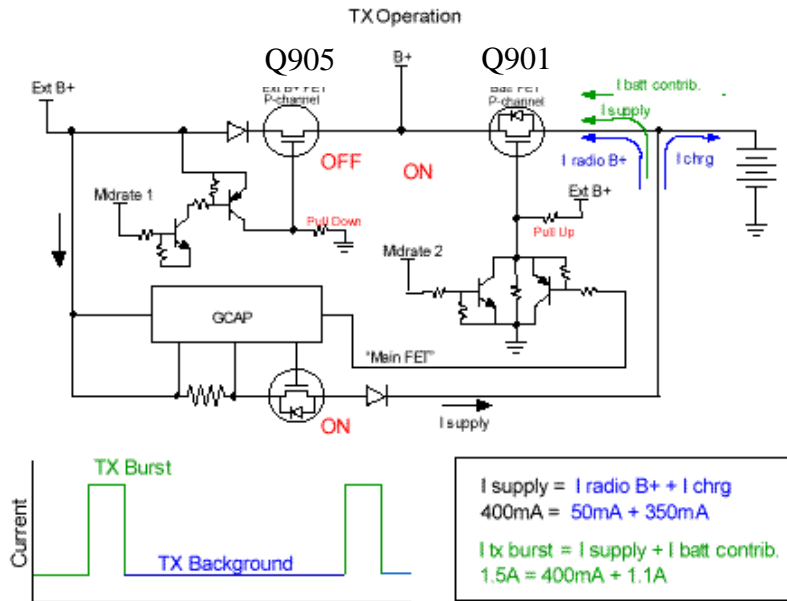 TX Operation
Q905
B+
Q901
Ext B+
Ext B+ FET
P-channel
Batt FET
P-channel
I batt contrib.
I supply
OFF
ON
I radio B+
I chrg
Midrate 1
Ext B+
Pull Down
Pull Up
Midrate 2
GCAP
"Main FET"
ON
I supply
TX Burst
Current
TX Background
I supply = I radio B+ + I chrg
400mA = 50mA + 350mA
I tx burst = I supply + I batt contrib.
1.5A = 400mA + 1.1A